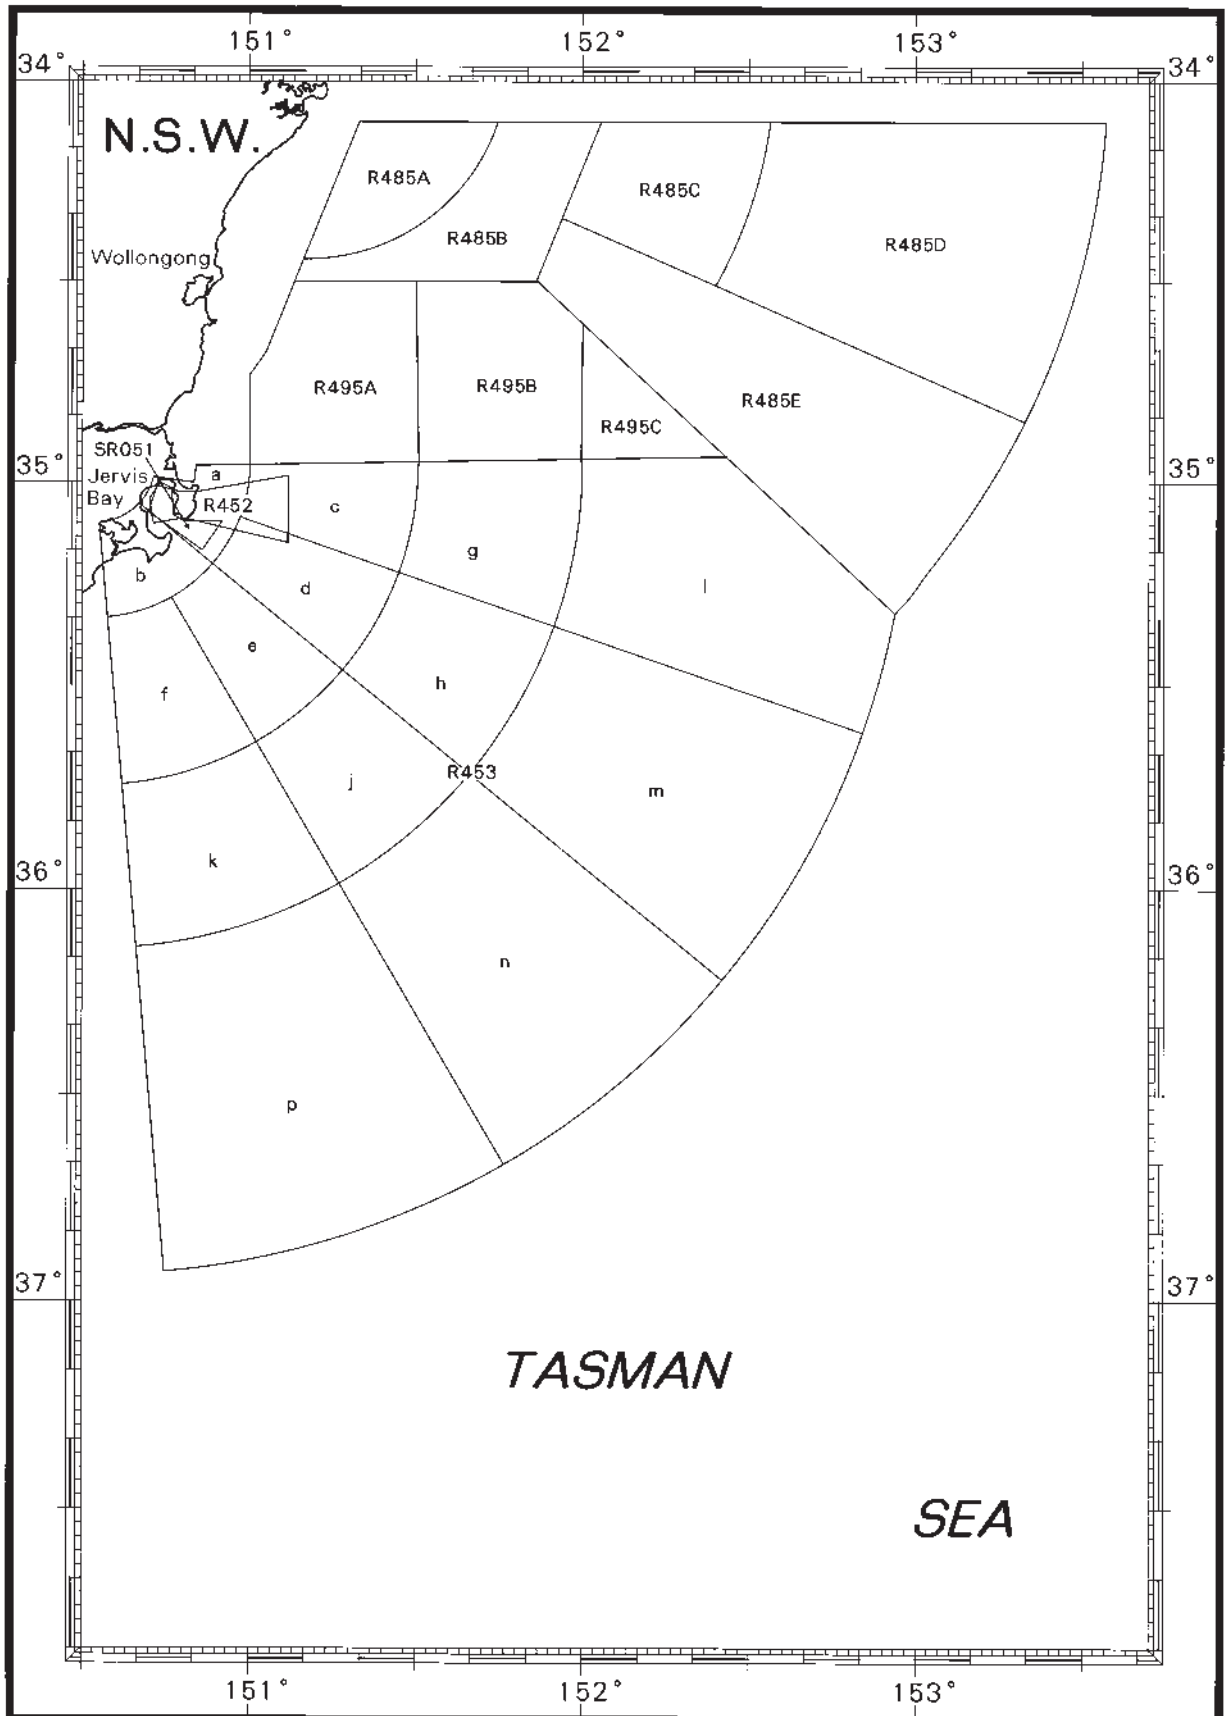 151° 152° 153°
34° 34°
N.S.W.
R485A
R485C
R485B
R485D
Wollongong
R495A
R495B
R485E
R495C
SR051
35° 35°
Jervis
Bay
a
R452
c
g
b
d
l
e
h
f
R453
j
m
k
36° 36°
n
p
37° 37°
TASMAN
SEA
151° 152° 153°